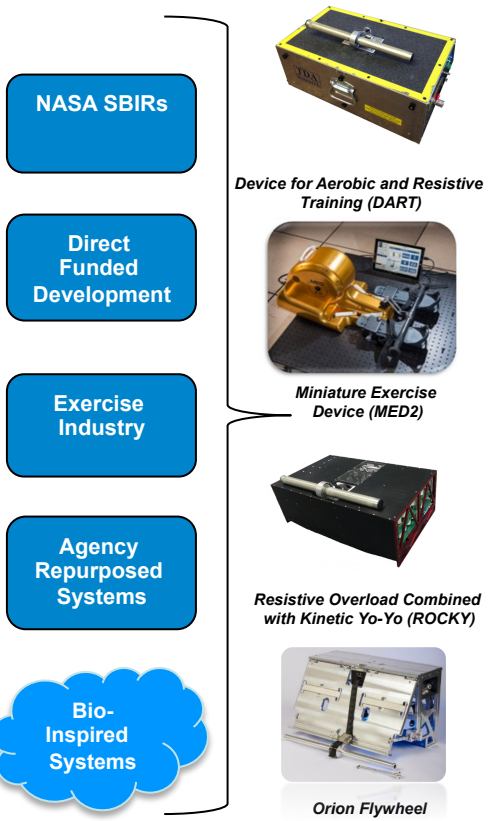 NASA SBIRs
Direct
Funded
Development
Exercise
Industry
Agency
Repurposed
Systems
Bio-
Inspired
Systems
TDA
Device for Aerobic and Resistive
Training (DART)
Miniature Exercise
Device (MED2)
Resistive Overload Combined
with Kinetic Yo-Yo (ROCKY)
Orion Flywheel